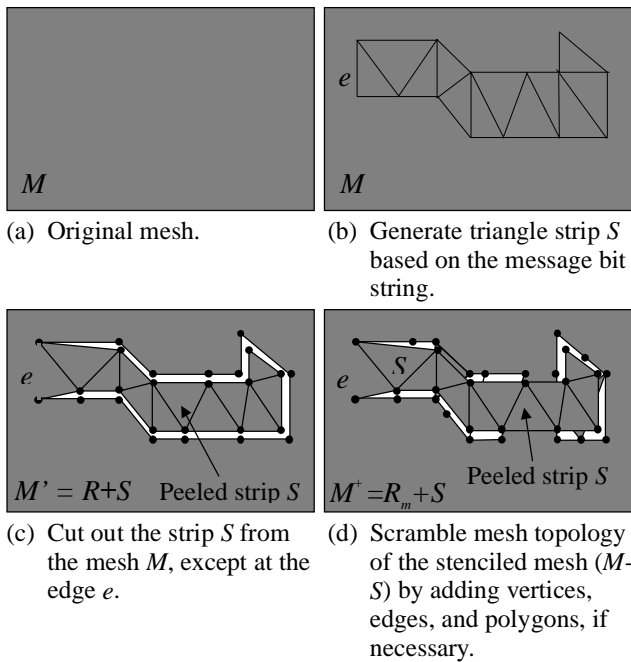 M
(a) Original mesh.
e
M
(b) Generate triangle strip S
based on the message bit
string.
e
M' = R+S
Peeled strip S
(c) Cut out the strip S from
the mesh M, except at the
edge e.
S
e
Peeled strip S
M⁺=Rₘ+S
(d) Scramble mesh topology
of the stenciled mesh (M-
S) by adding vertices,
edges, and polygons, if
necessary.